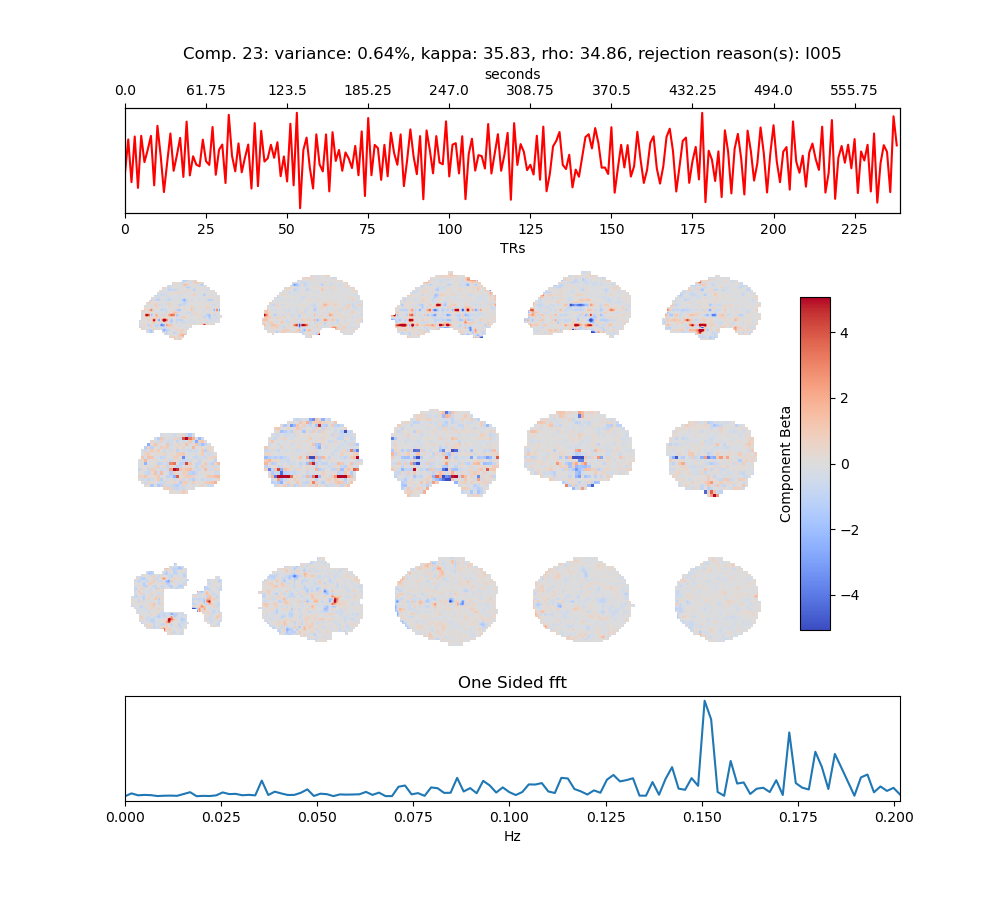 Comp. 23: variance: 0.64%, kappa: 35.83, rho: 34.86, rejection reason(s): I005
seconds
0.0 61.75 123.5 185.25 247.0 308.75 370.5 432.25 494.0 555.75
0 25 50 75 100 125 150 175 200 225
TRs
4
2
0
−2
−4
Component Beta
One Sided fft
0.000 0.025 0.050 0.075 0.100 0.125 0.150 0.175 0.200
Hz